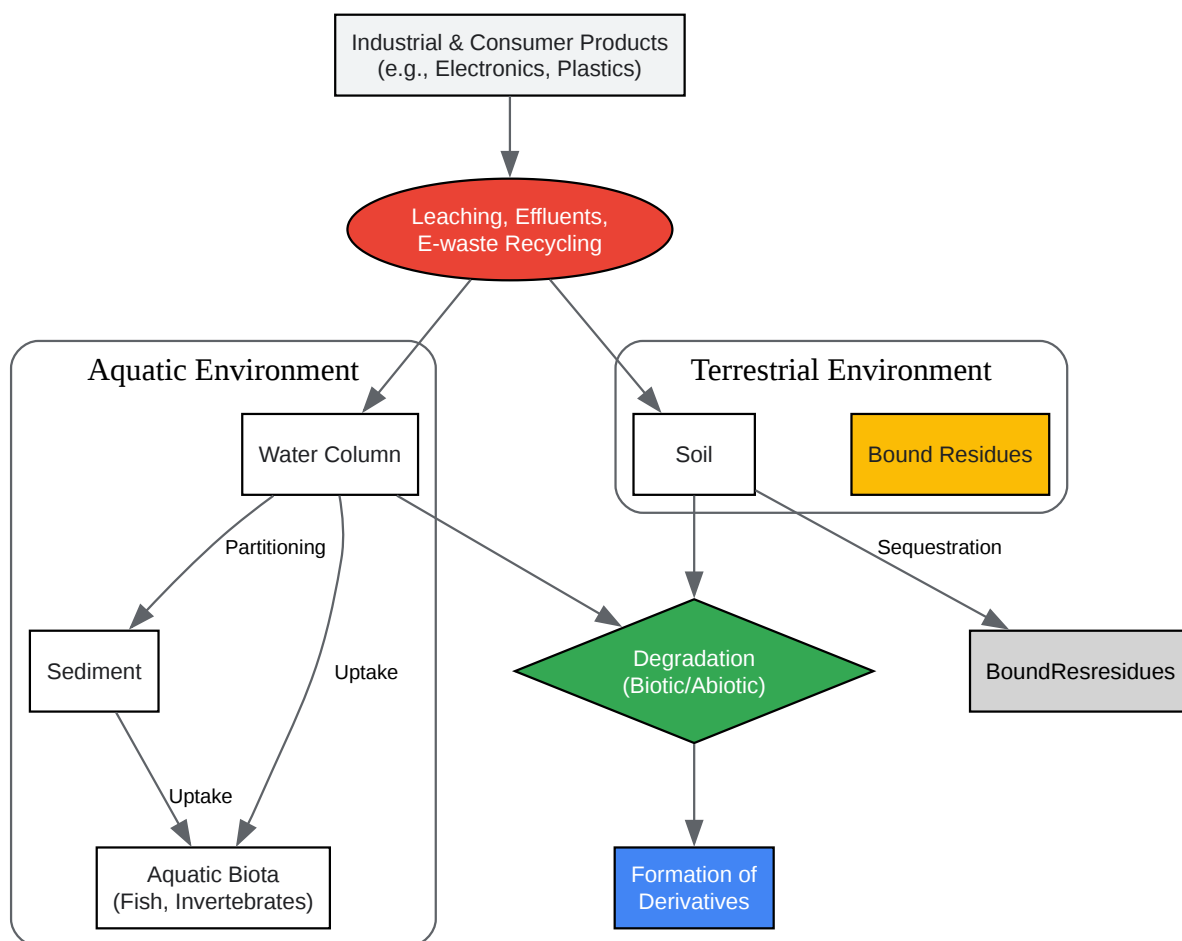 Industrial & Consumer Products
(e.g., Electronics, Plastics)
Leaching, Effluents,
E-waste Recycling
Aquatic Environment
Terrestrial Environment
Water Column
Soil
Bound Residues
Partitioning
Sequestration
Sediment
Uptake
Degradation
(Biotic/Abiotic)
BoundResresidues
Uptake
Aquatic Biota
(Fish, Invertebrates)
Formation of
Derivatives